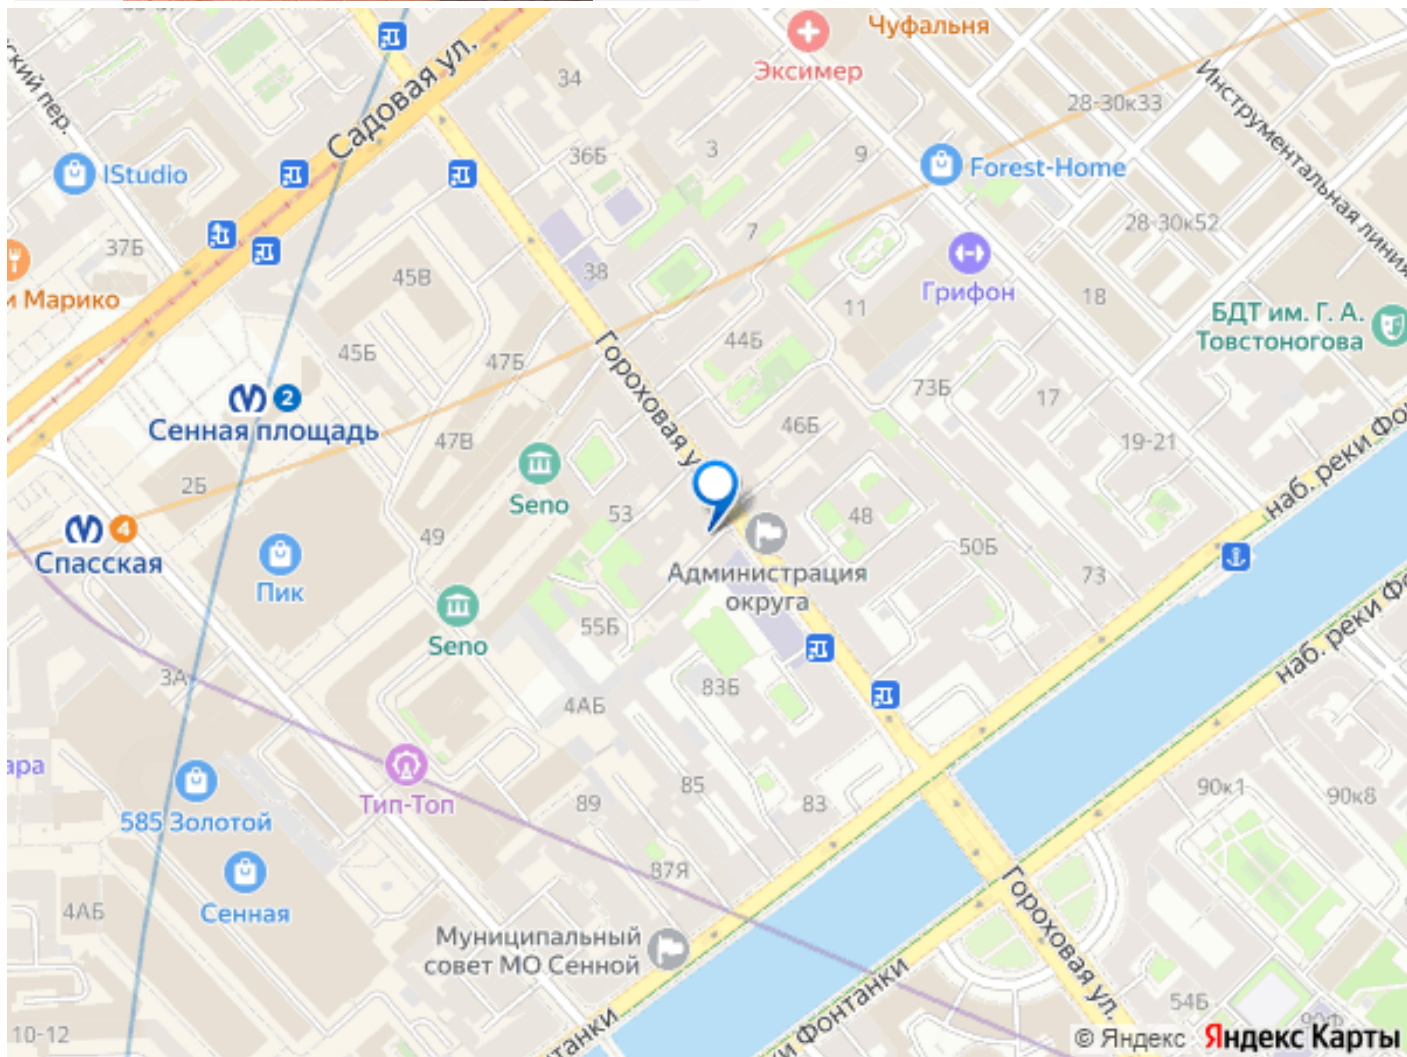 ский пер.
Садовая ул.
34
Эксимер
Чуфальня
28-30к33
Инструментальная линия
IStudio
36Б
3
9
Forest-Home
28-30к52
37Б
45В
38
7
Грифон
18
и Марико
11
БДТ им. Г. А.
Товстоногова
45Б
47Б
Гороховая у
44Б
73Б
17
2
Сенная площадь
47В
46Б
19-21
наб. реки Фо
2Б
Seno
53
48
4
Спасская
49
50Б
Пик
Администрация
округа
73
наб. реки Фо
55Б
Seno
3А
4АБ
83Б
ара
Тип-Топ
85
83
90к1
90к8
585 Золотой
89
87Я
Сенная
4АБ
Гороховая ул.
Муниципальный
совет МО Сенной
54Б
10-12
танки
ки Фонтанки
© Яндекс
Яндекс Карты